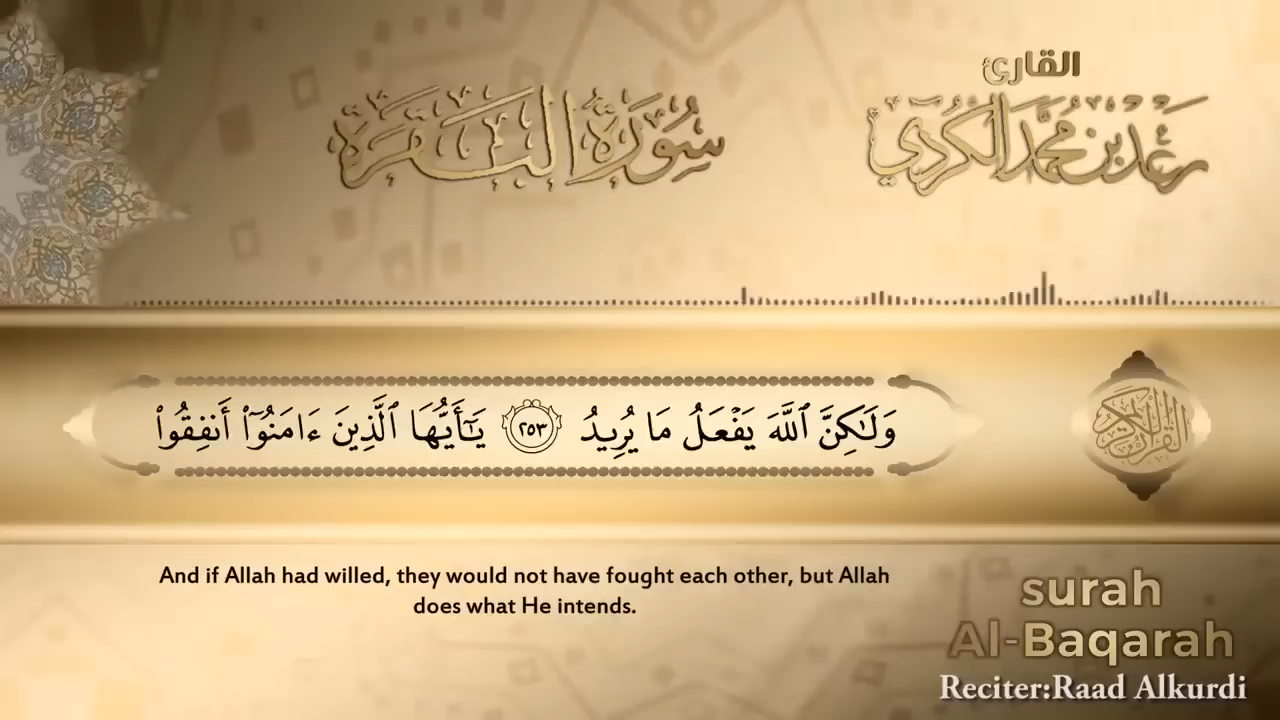 القارئ
سُورَةُ البَقَرَة
رعد بن محمد الكردي
وَلَٰكِنَّ ٱللَّهَ يَفْعَلُ مَا يُرِيدُ ٢٥٣ يَٰٓأَيُّهَا ٱلَّذِينَ ءَامَنُوٓا۟ أَنفِقُوا۟
القرآن الكريم
And if Allah had willed, they would not have fought each other, but Allah
does what He intends.
surah
Al-Baqarah
Reciter:Raad Alkurdi